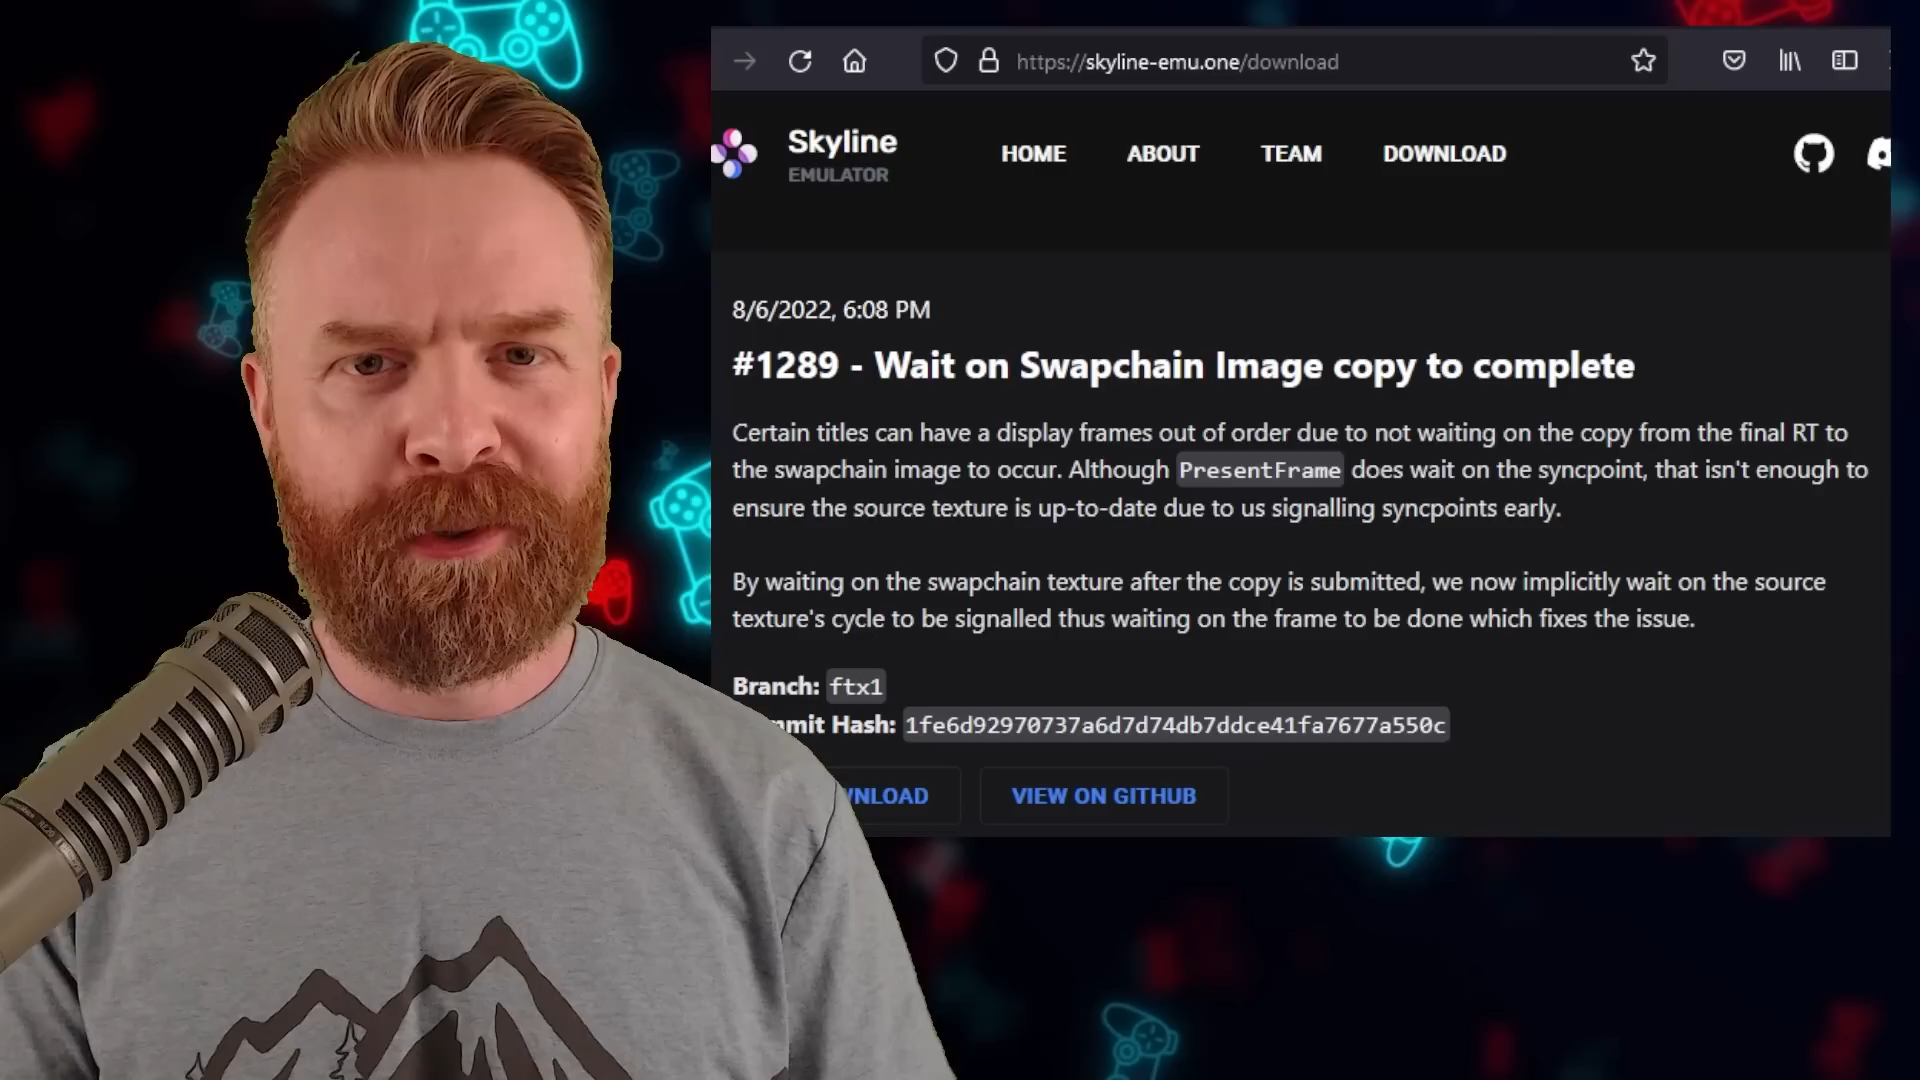 https://skyline-emu.one/download
Skyline
EMULATOR
HOME ABOUT TEAM DOWNLOAD
8/6/2022, 6:08 PM
#1289 - Wait on Swapchain Image copy to complete
Certain titles can have a display frames out of order due to not waiting on the copy from the final RT to
the swapchain image to occur. Although PresentFrame does wait on the syncpoint, that isn't enough to
ensure the source texture is up-to-date due to us signalling syncpoints early.
By waiting on the swapchain texture after the copy is submitted, we now implicitly wait on the source
texture's cycle to be signalled thus waiting on the frame to be done which fixes the issue.
Branch: ftx1
mmit Hash: 1fe6d92970737a6d7d74db7ddce41fa7677a550c
WNLOAD VIEW ON GITHUB